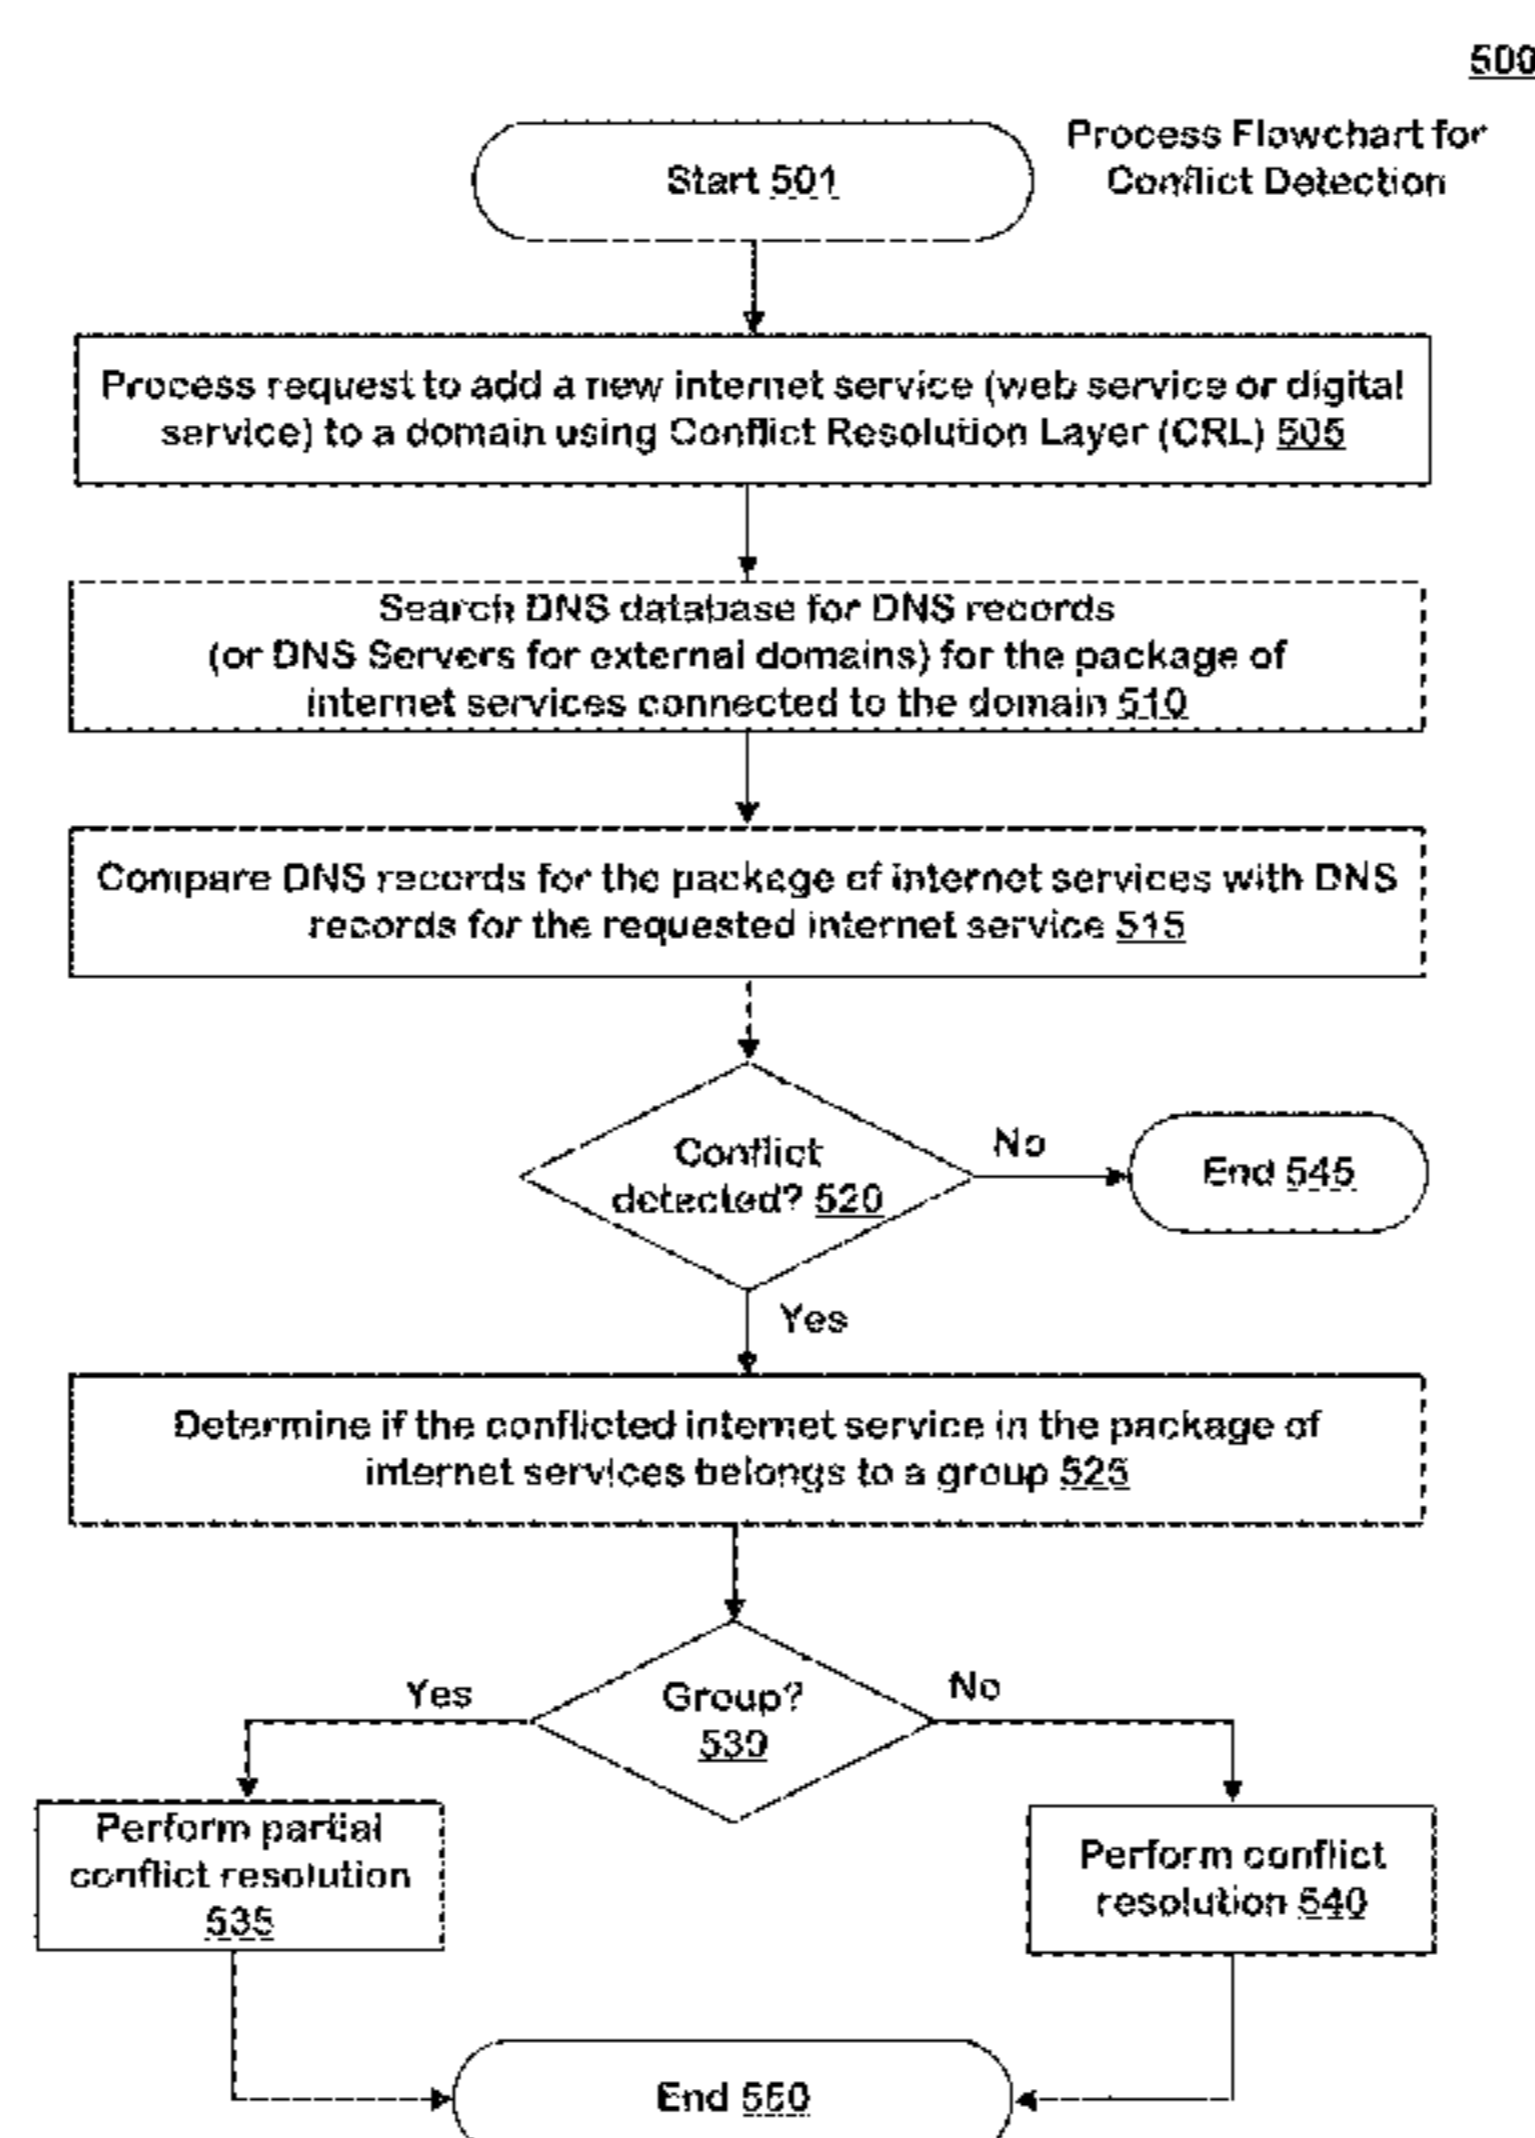 500
Process Flowchart for
Conflict Detection
Start 501
Process request to add a new internet service (web service or digital
service) to a domain using Conflict Resolution Layer (CRL) 505
Search DNS database for DNS records
(or DNS Servers for external domains) for the package of
internet services connected to the domain 510
Compare DNS records for the package of internet services with DNS
records for the requested internet service 515
Conflict
detected? 520
No
End 545
Yes
Determine if the conflicted internet service in the package of
internet services belongs to a group 525
Yes
Group?
530
No
Perform partial
conflict resolution
535
Perform conflict
resolution 540
End 550